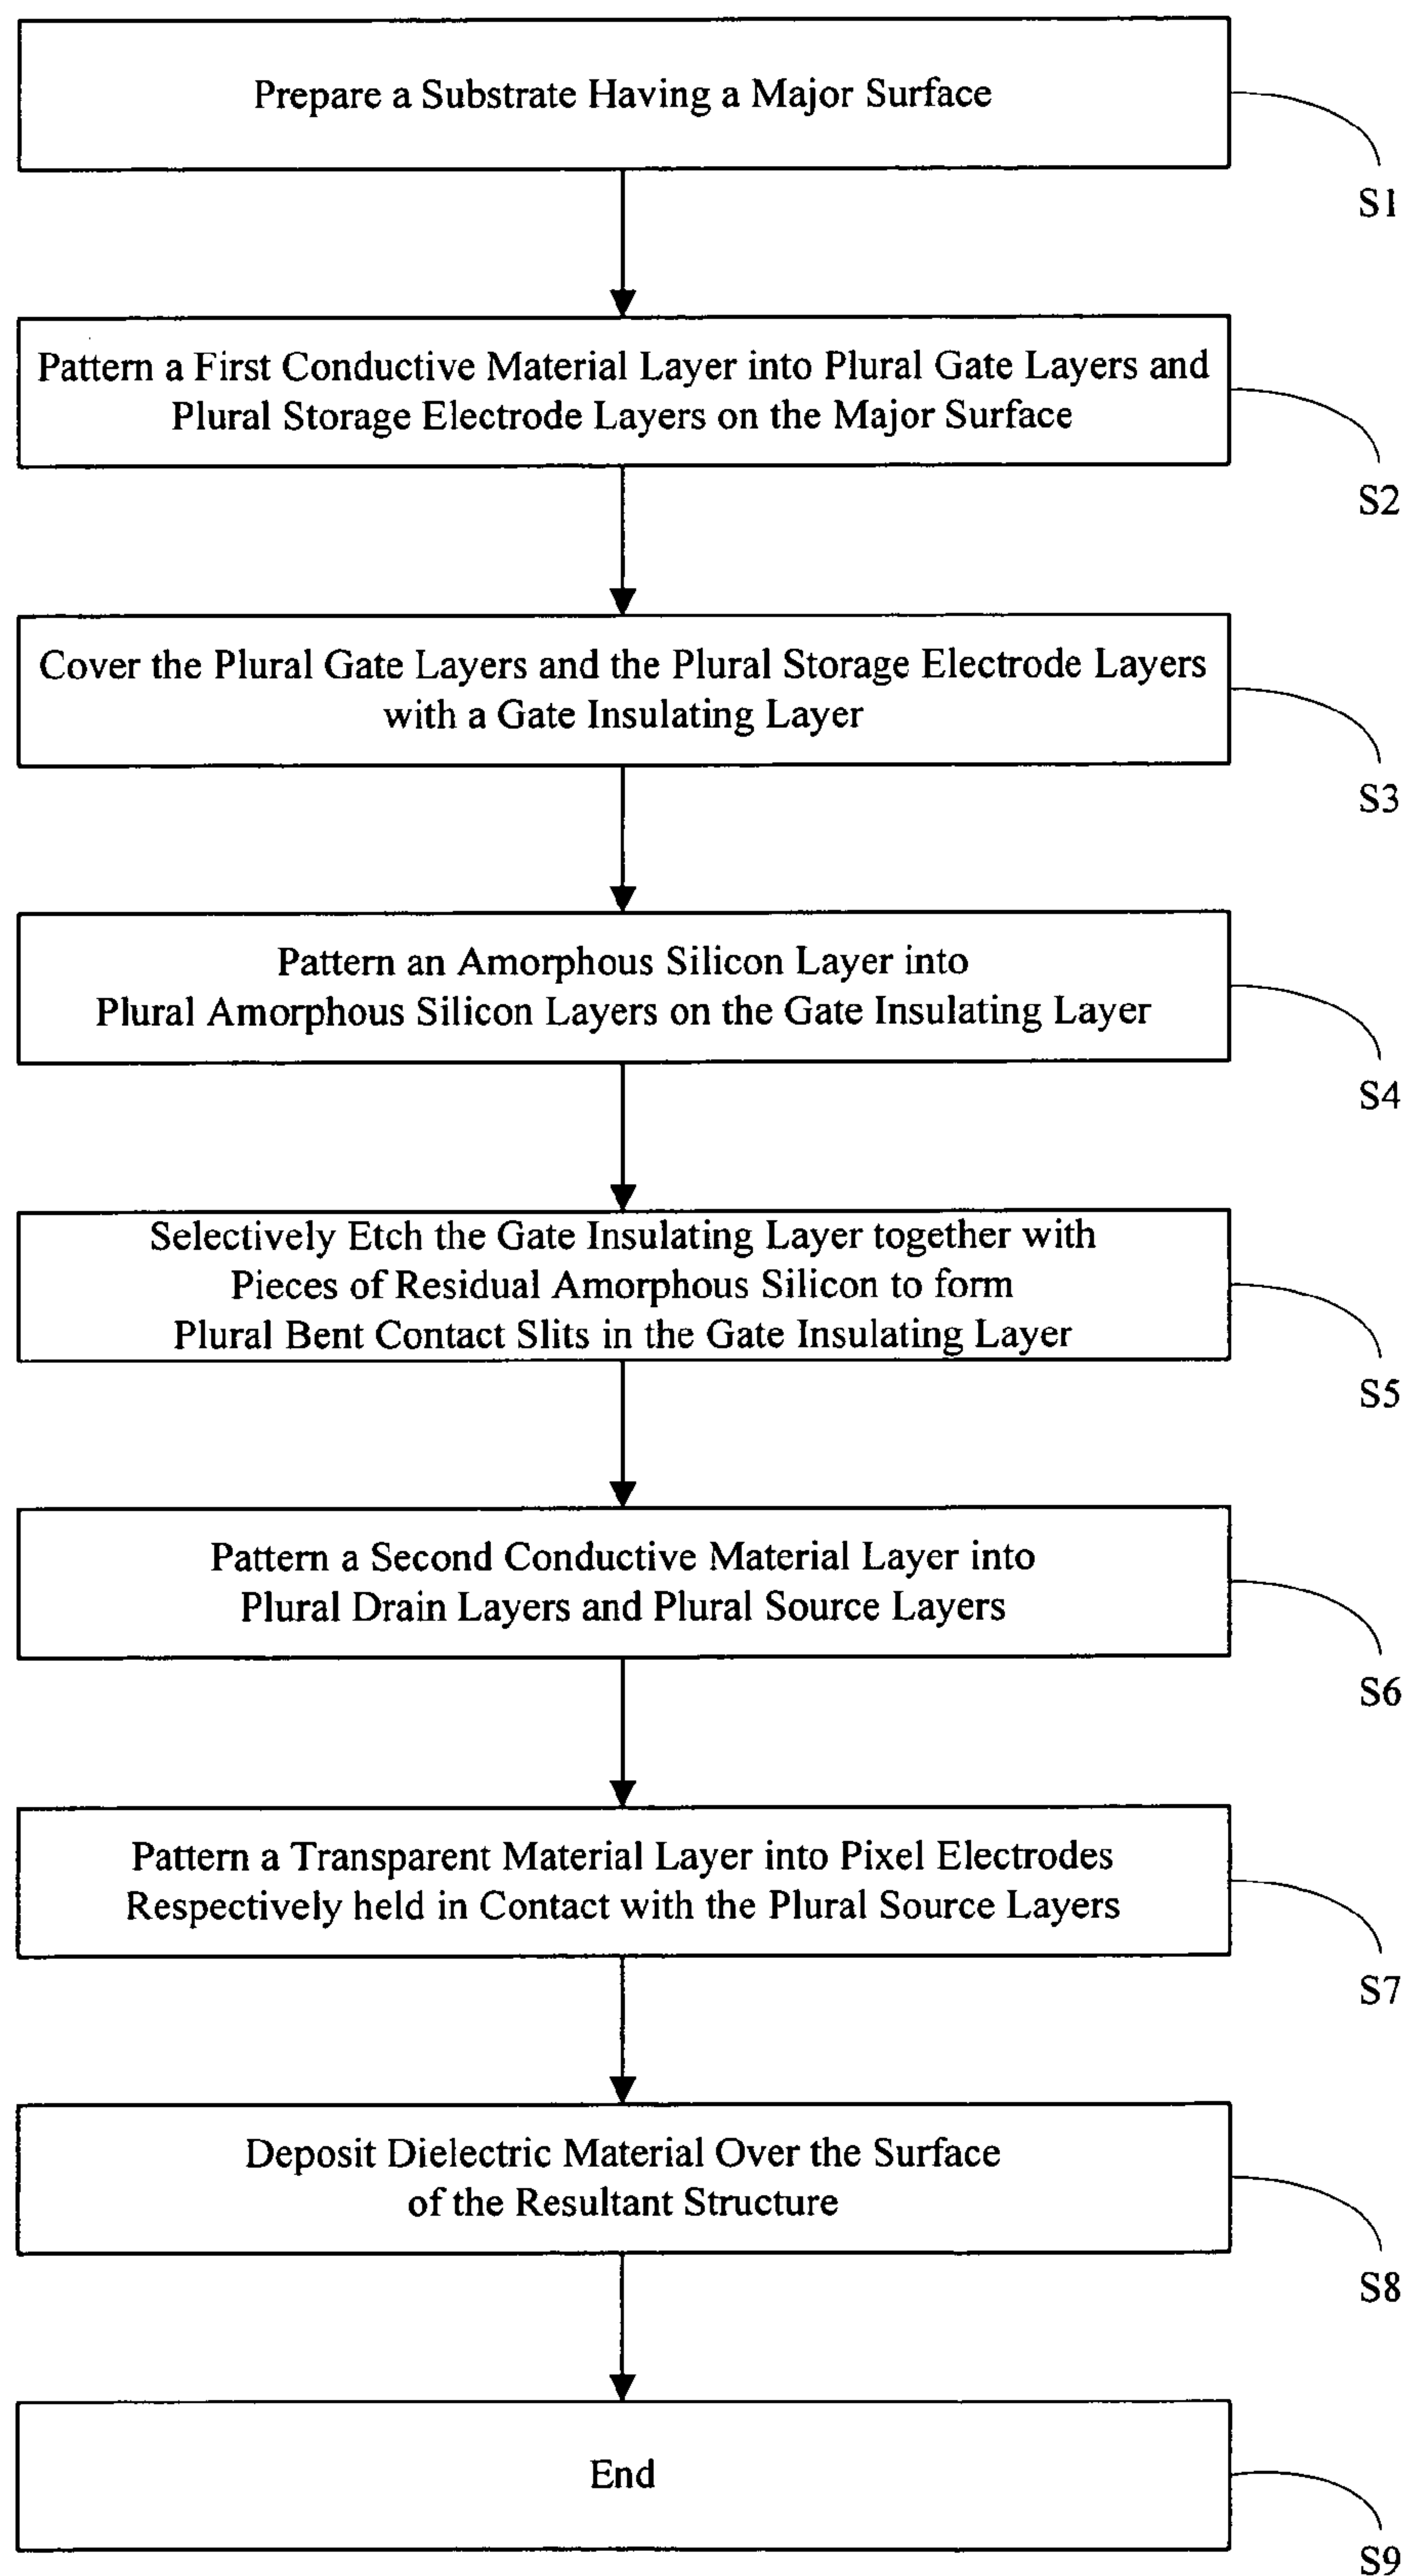 Prepare a Substrate Having a Major Surface
S1
Pattern a First Conductive Material Layer into Plural Gate Layers and
Plural Storage Electrode Layers on the Major Surface
S2
Cover the Plural Gate Layers and the Plural Storage Electrode Layers
with a Gate Insulating Layer
S3
Pattern an Amorphous Silicon Layer into
Plural Amorphous Silicon Layers on the Gate Insulating Layer
S4
Selectively Etch the Gate Insulating Layer together with
Pieces of Residual Amorphous Silicon to form
Plural Bent Contact Slits in the Gate Insulating Layer
S5
Pattern a Second Conductive Material Layer into
Plural Drain Layers and Plural Source Layers
S6
Pattern a Transparent Material Layer into Pixel Electrodes
Respectively held in Contact with the Plural Source Layers
S7
Deposit Dielectric Material Over the Surface
of the Resultant Structure
S8
End
S9